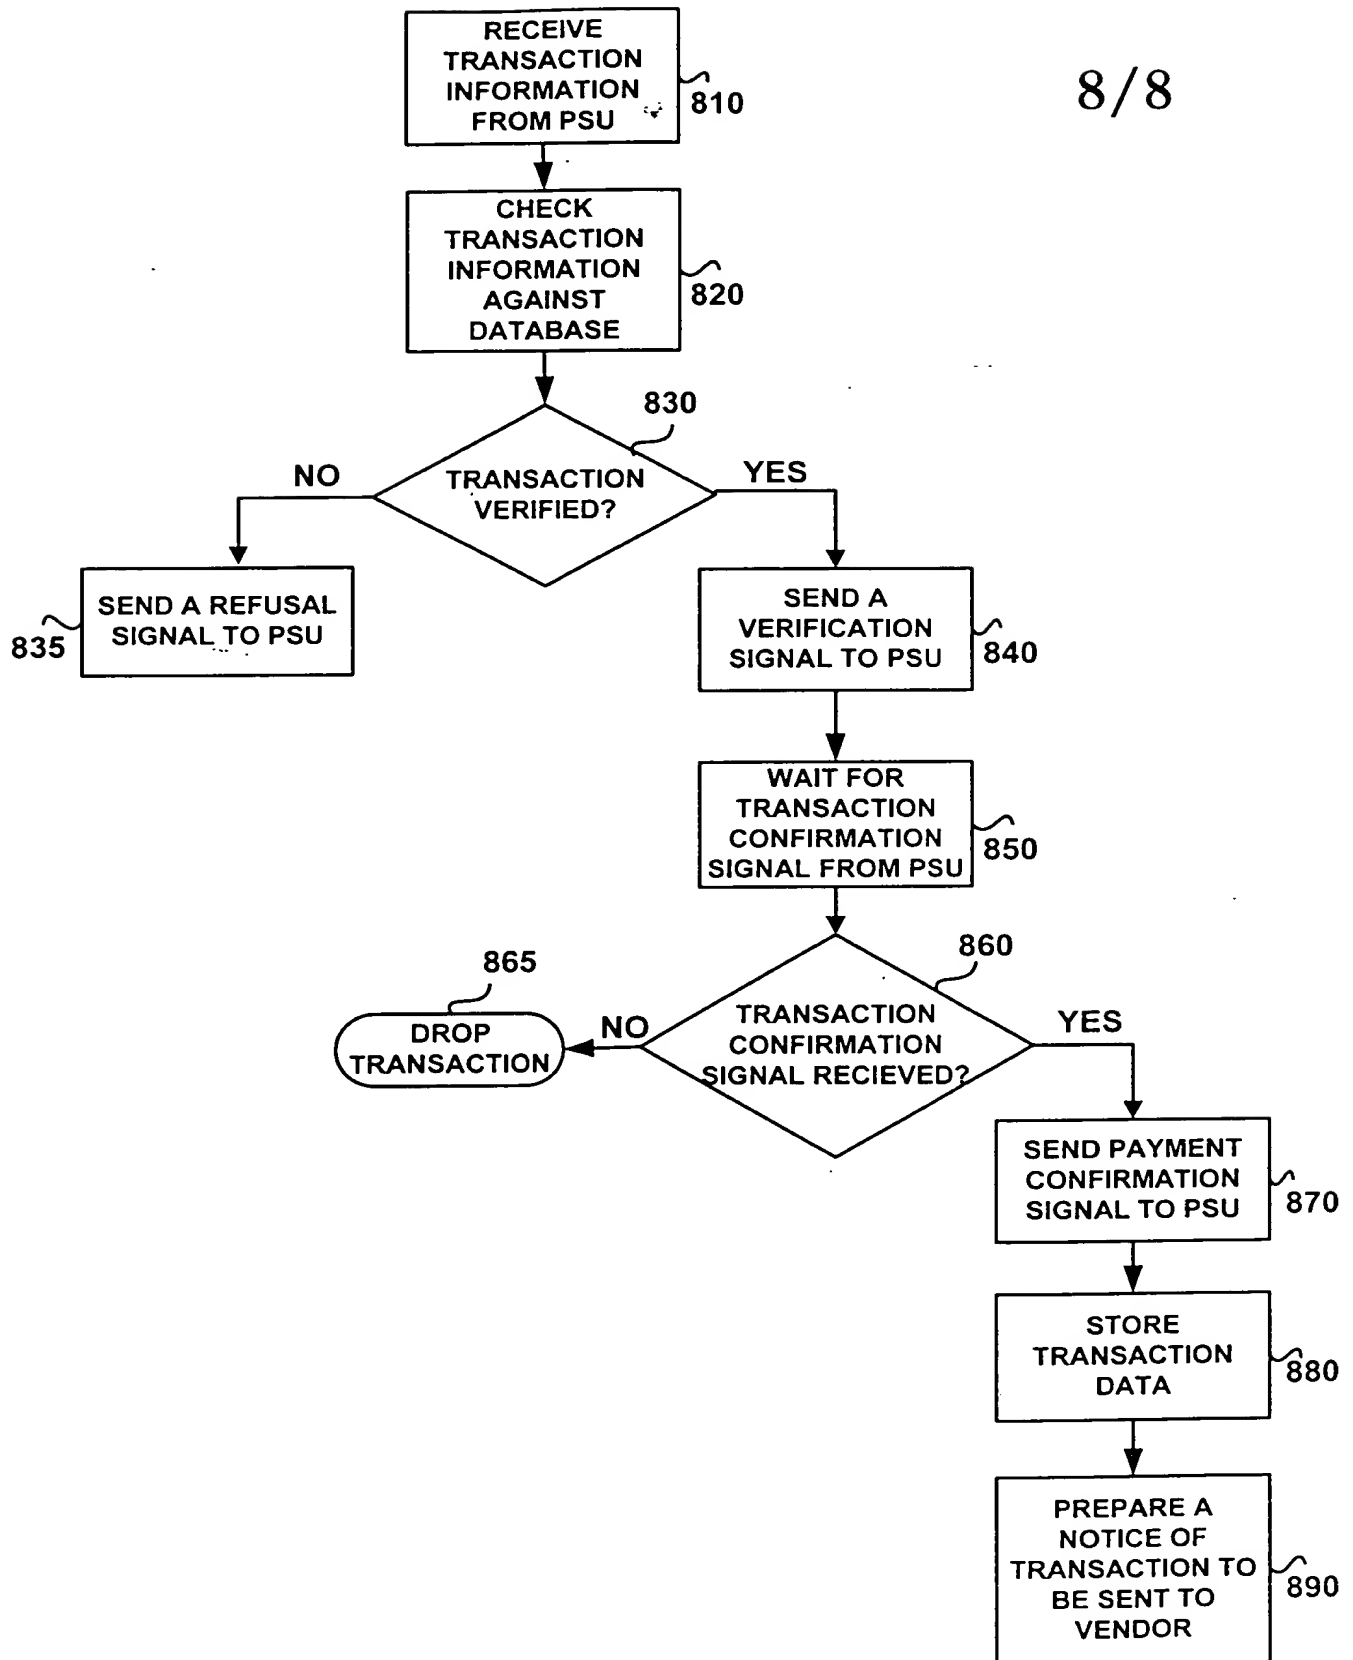 RECEIVE
TRANSACTION
INFORMATION
FROM PSU
810
8/8
CHECK
TRANSACTION
INFORMATION
AGAINST
DATABASE
820
830
NO
TRANSACTION
VERIFIED?
YES
SEND A REFUSAL
SIGNAL TO PSU
835
SEND A
VERIFICATION
SIGNAL TO PSU
840
WAIT FOR
TRANSACTION
CONFIRMATION
SIGNAL FROM PSU
850
860
865
DROP
TRANSACTION
NO
TRANSACTION
CONFIRMATION
SIGNAL RECIEVED?
YES
SEND PAYMENT
CONFIRMATION
SIGNAL TO PSU
870
STORE
TRANSACTION
DATA
880
PREPARE A
NOTICE OF
TRANSACTION TO
BE SENT TO
VENDOR
890